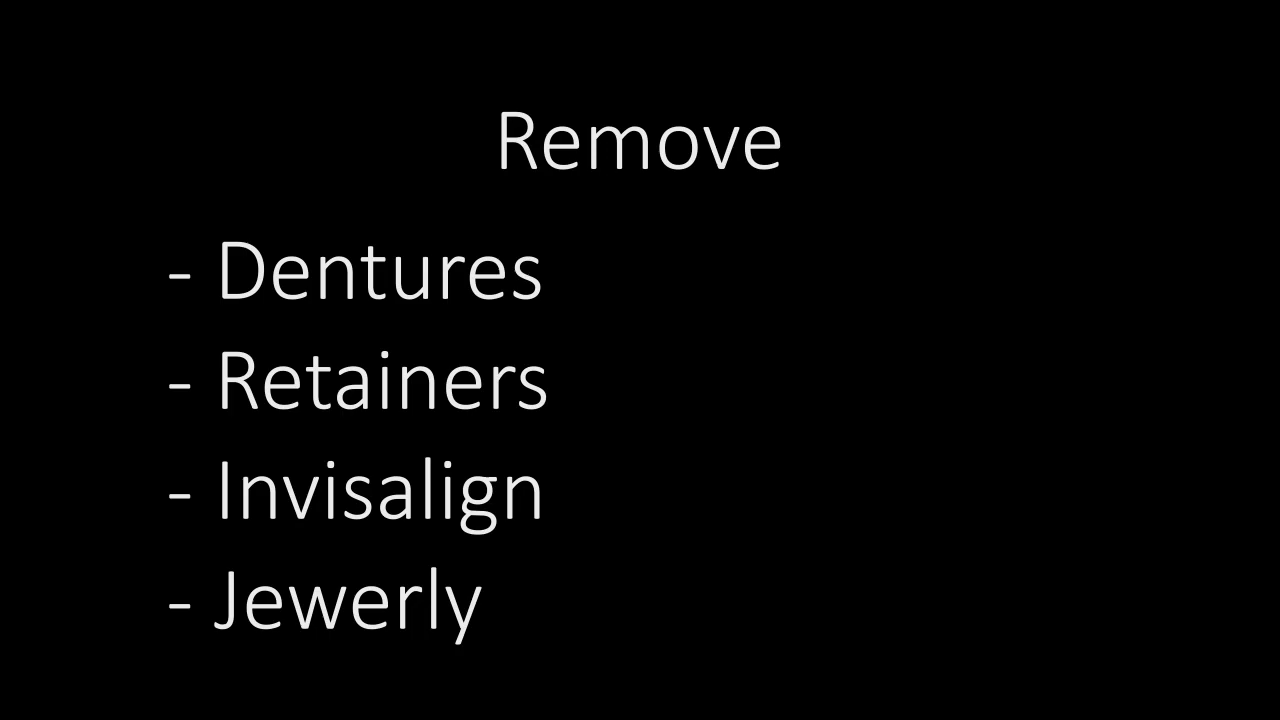 Remove
- Dentures
- Retainers
- Invisalign
- Jewerly